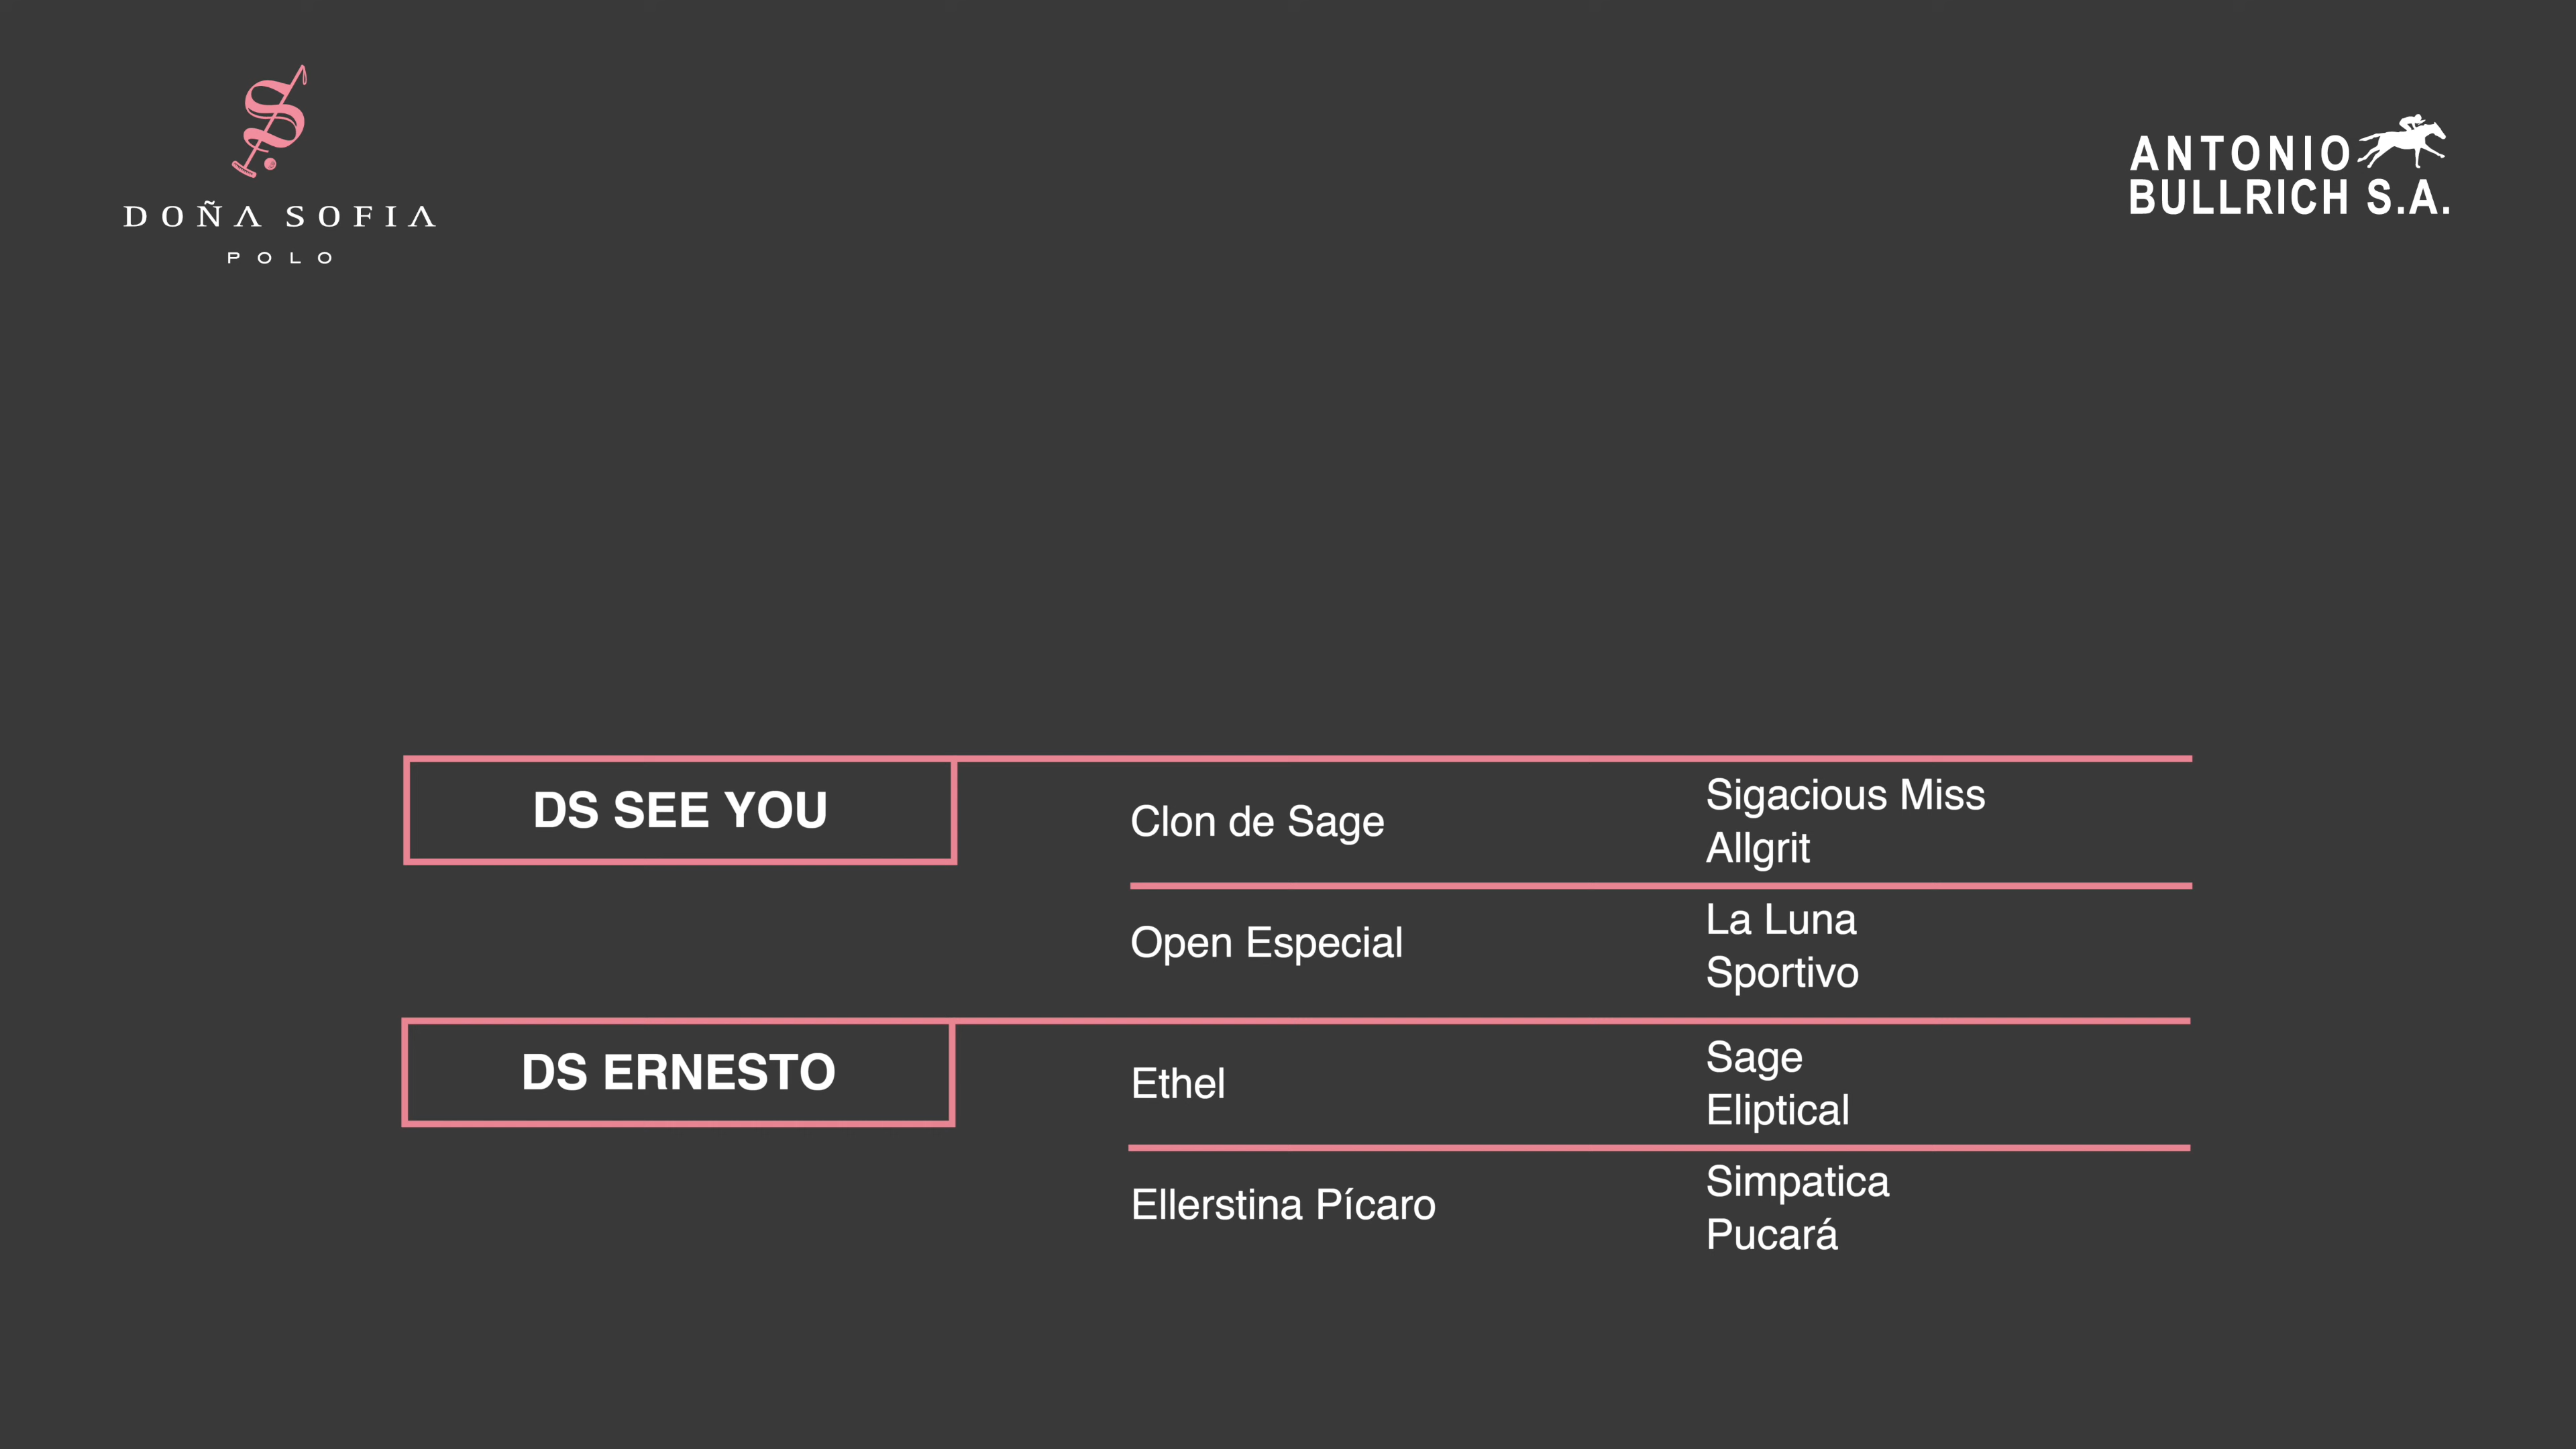 DOÑA SOFIA
POLO
ANTONIO
BULLRICH S.A.
DS SEE YOU
Clon de Sage
Sigacious Miss
Allgrit
Open Especial
La Luna
Sportivo
DS ERNESTO
Ethel
Sage
Eliptical
Ellerstina Pícaro
Simpatica
Pucará